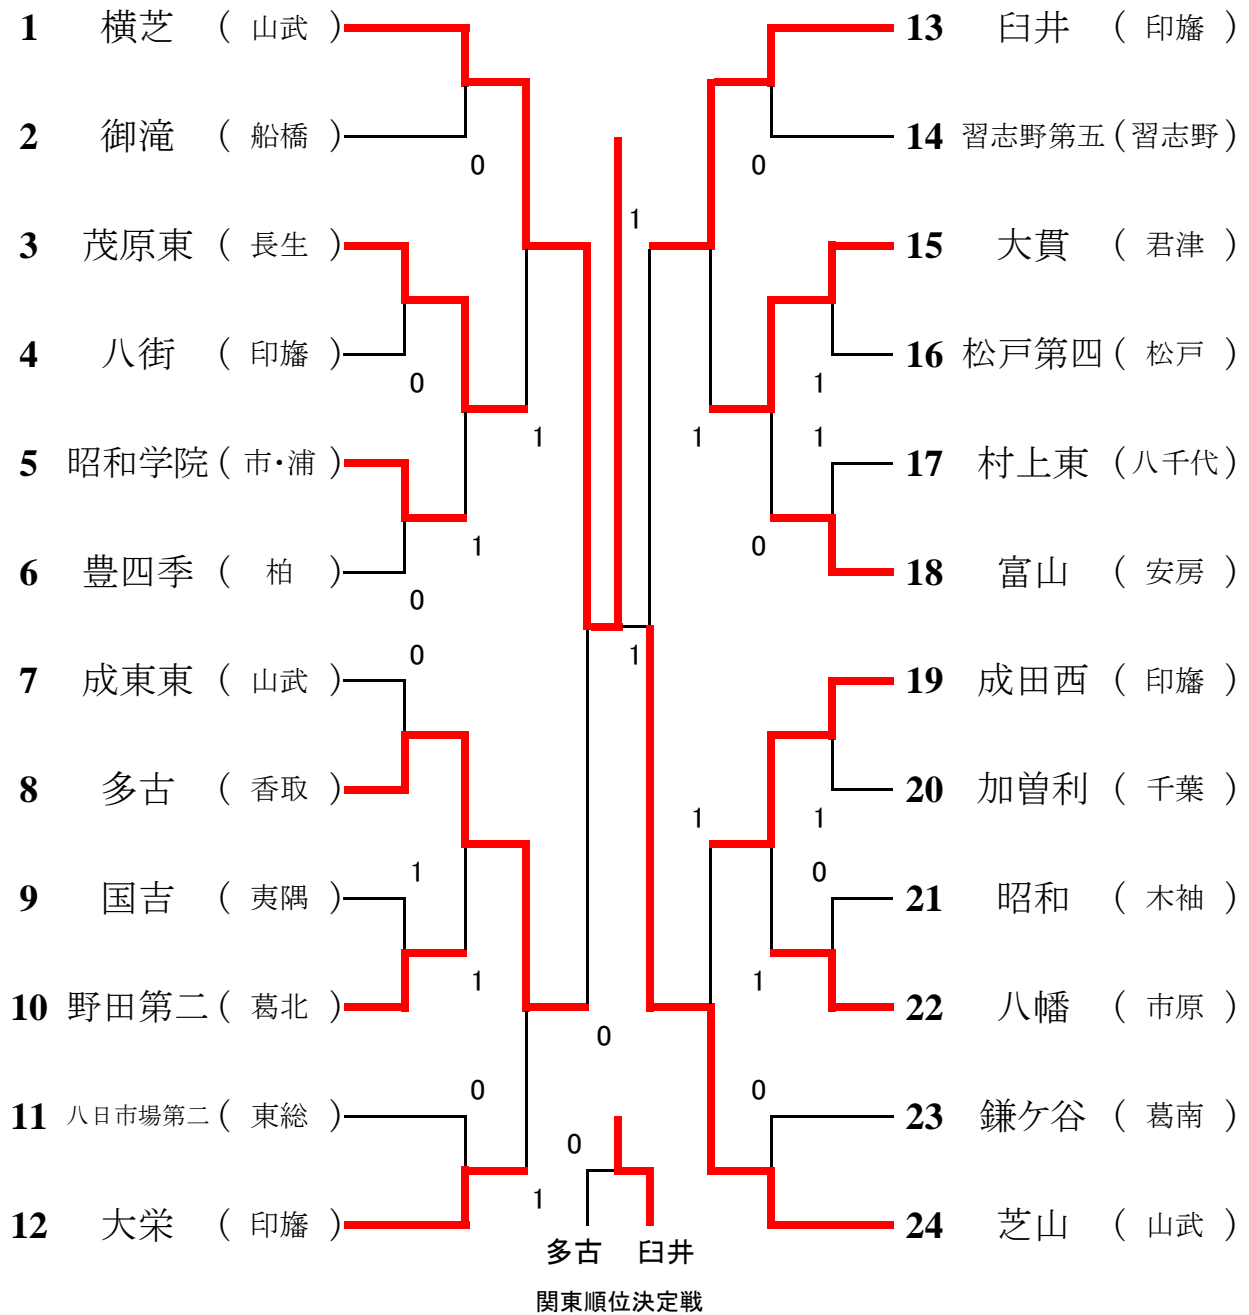 1 横芝 ( 山武 )
2 御滝 ( 船橋 )
0
3 茂原東 ( 長生 )
4 八街 ( 印旛 )
0
1
5 昭和学院 ( 市・浦 )
1
6 豊四季 ( 柏 )
0
0
7 成東東 ( 山武 )
8 多古 ( 香取 )
1
9 国吉 ( 夷隅 )
1
10 野田第二 ( 葛北 )
0
0
11 八日市場第二 ( 東総 )
1
12 大栄 ( 印旛 )
13 臼井 ( 印旛 )
14 習志野第五 ( 習志野 )
0
1
15 大貫 ( 君津 )
16 松戸第四 ( 松戸 )
1
1
1
17 村上東 ( 八千代 )
0
18 富山 ( 安房 )
1
19 成田西 ( 印旛 )
20 加曽利 ( 千葉 )
1
1
0
21 昭和 ( 木袖 )
1
22 八幡 ( 市原 )
0
23 鎌ケ谷 ( 葛南 )
24 芝山 ( 山武 )
0
多古 臼井
関東順位決定戦